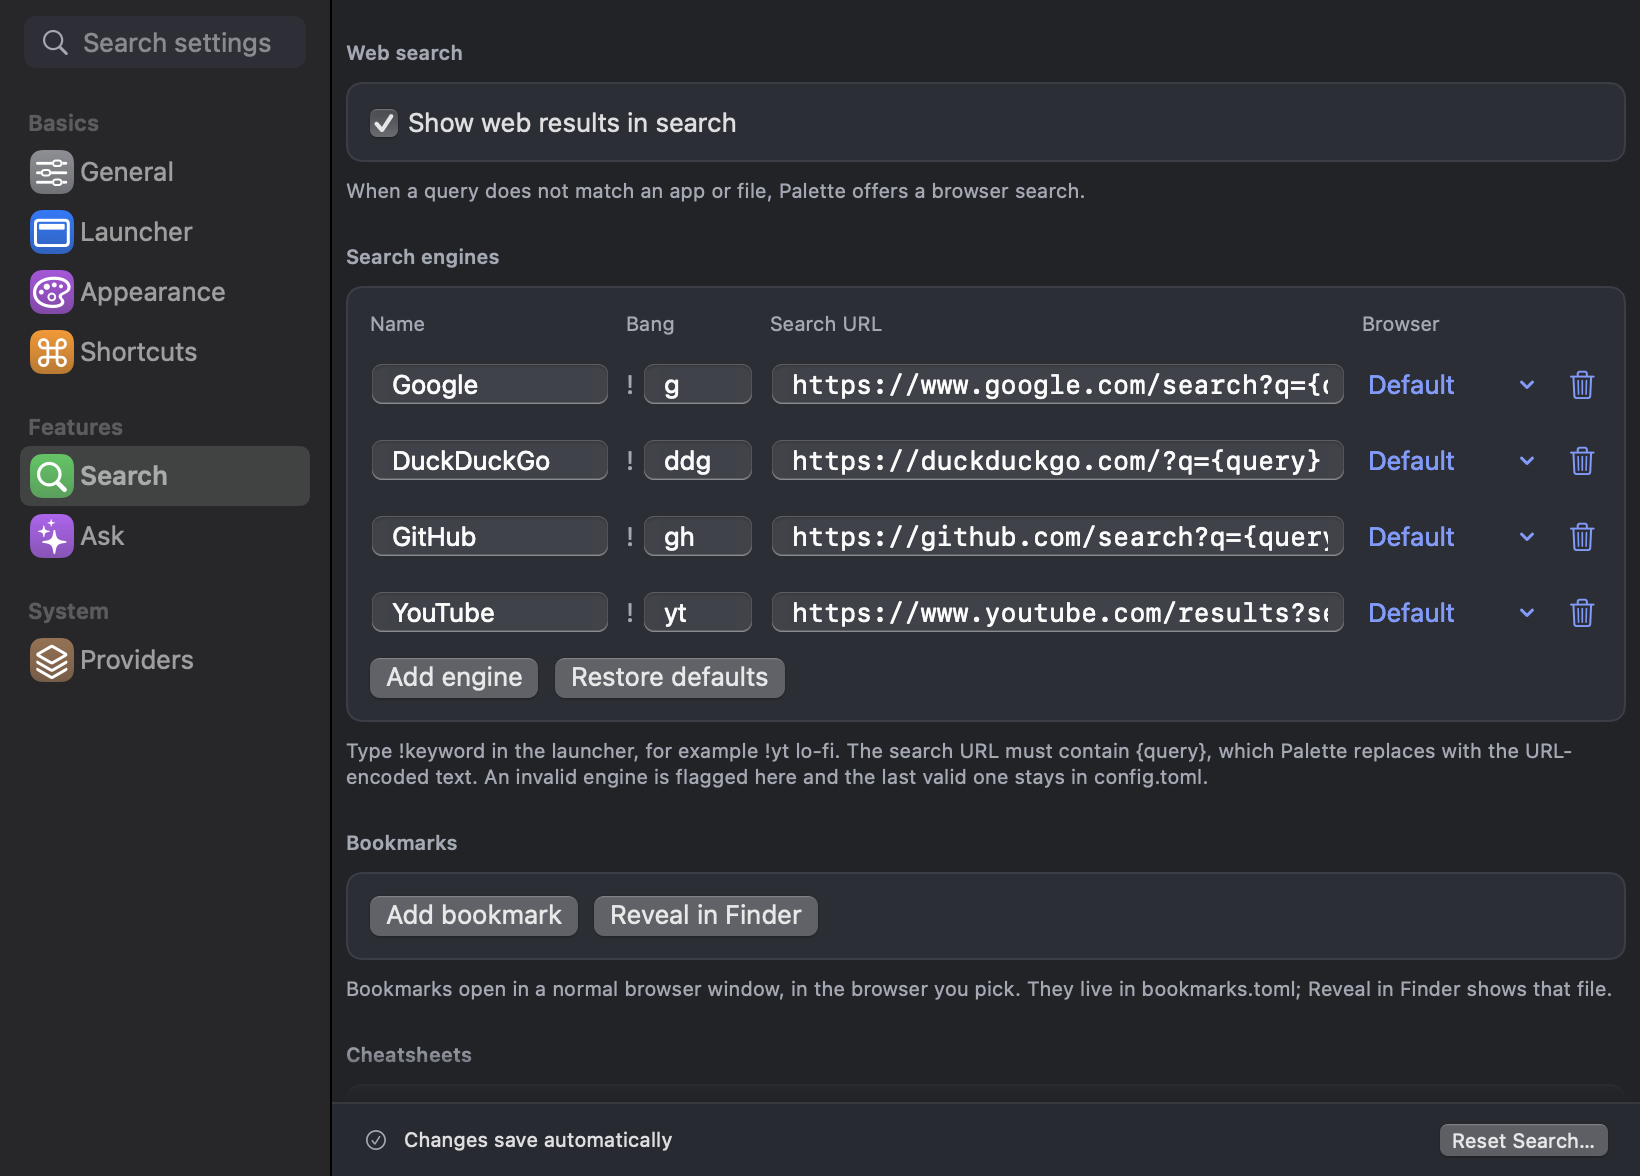 Search settings
Basics
General
Launcher
Appearance
Shortcuts
Features
Search
Ask
System
Providers
Web search
Show web results in search
When a query does not match an app or file, Palette offers a browser search.
Search engines
Name Bang Search URL Browser
Google ! g https://www.google.com/search?q={ Default
DuckDuckGo ! ddg https://duckduckgo.com/?q={query} Default
GitHub ! gh https://github.com/search?q={query Default
YouTube ! yt https://www.youtube.com/results?se Default
Add engine Restore defaults
Type !keyword in the launcher, for example !yt lo-fi. The search URL must contain {query}, which Palette replaces with the URL-
encoded text. An invalid engine is flagged here and the last valid one stays in config.toml.
Bookmarks
Add bookmark Reveal in Finder
Bookmarks open in a normal browser window, in the browser you pick. They live in bookmarks.toml; Reveal in Finder shows that file.
Cheatsheets
Changes save automatically
Reset Search...